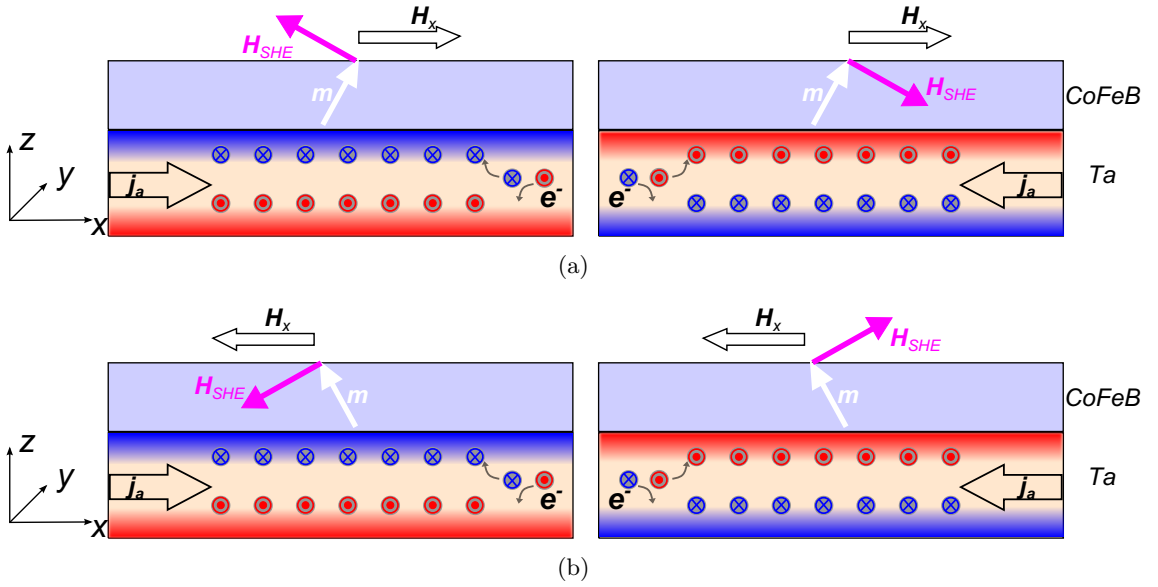 H_SHE H_x H_x
m m H_SHE CoFeB
z
y j_a e^- e^- j_a Ta
x
(a)
H_x H_x H_SHE
H_SHE m m CoFeB
z
y j_a e^- e^- j_a Ta
x
(b)